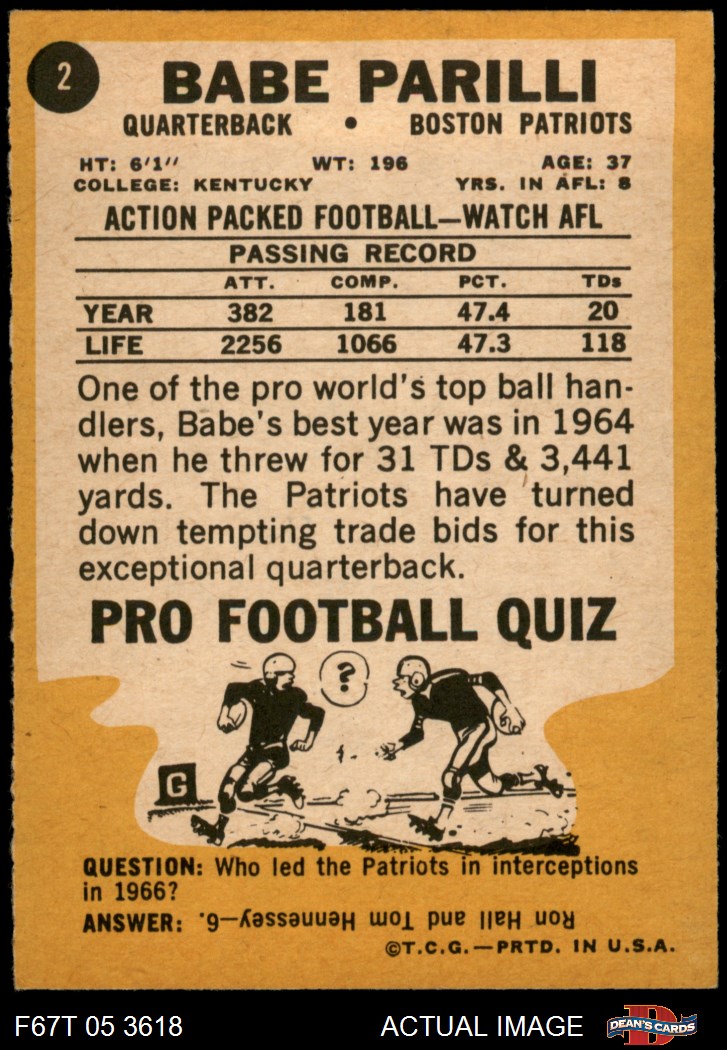 2
BABE PARILLI
QUARTERBACK • BOSTON PATRIOTS
HT: 6'1" WT: 196 AGE: 37
COLLEGE: KENTUCKY YRS. IN AFL: 8
ACTION PACKED FOOTBALL—WATCH AFL
PASSING RECORD
ATT. COMP. PCT. TDs
YEAR 382 181 47.4 20
LIFE 2256 1066 47.3 118
One of the pro world's top ball han-
dlers, Babe's best year was in 1964
when he threw for 31 TDs & 3,441
yards. The Patriots have turned
down tempting trade bids for this
exceptional quarterback.
PRO FOOTBALL QUIZ
?
G
QUESTION: Who led the Patriots in interceptions
in 1966?
ANSWER: Ron Hall and Tom Hennessey—6.
©T.C.G.—PRTD. IN U.S.A.
F67T 05 3618 ACTUAL IMAGE D DEAN'S CARDS